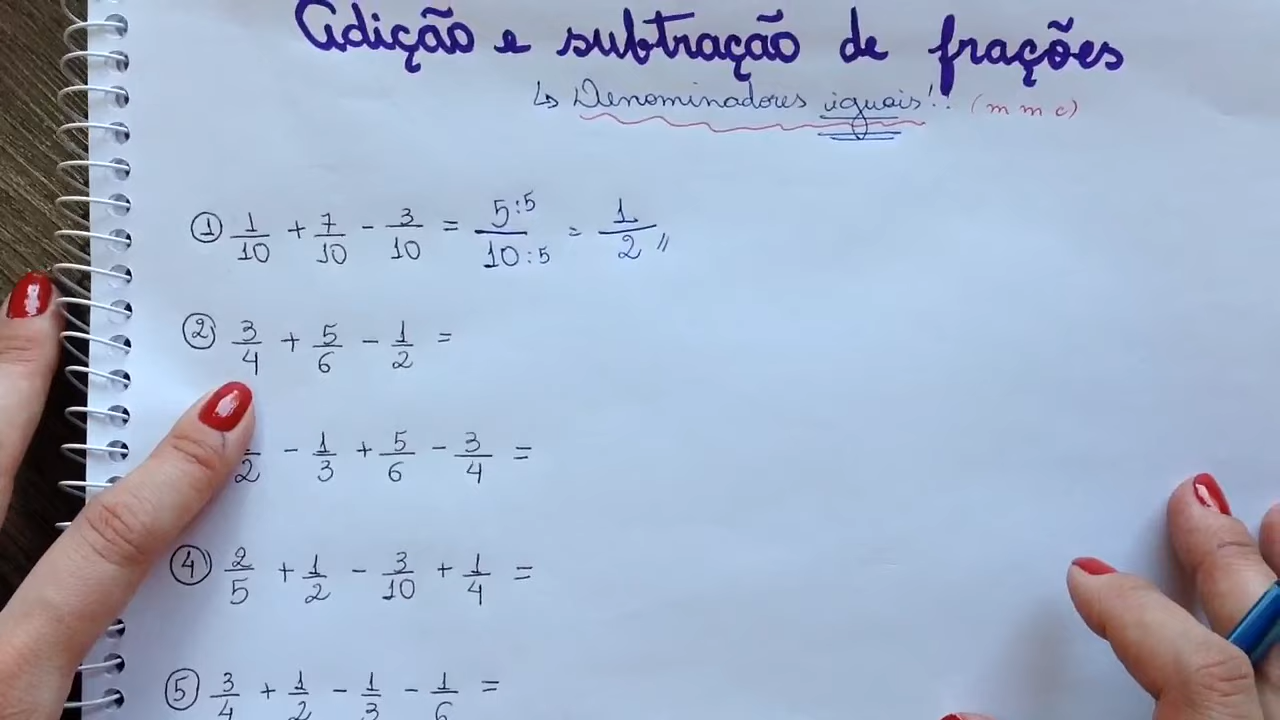 Adição e subtração de frações
↳ Denominadores iguais!! (m m c)
① 1/10 + 7/10 - 3/10 = 5:5/10:5 = 1/2 //
② 3/4 + 5/6 - 1/2 =
/2 - 1/3 + 5/6 - 3/4 =
④ 2/5 + 1/2 - 3/10 + 1/4 =
⑤ 3/4 + 1/2 - 1/3 - 1/6 =